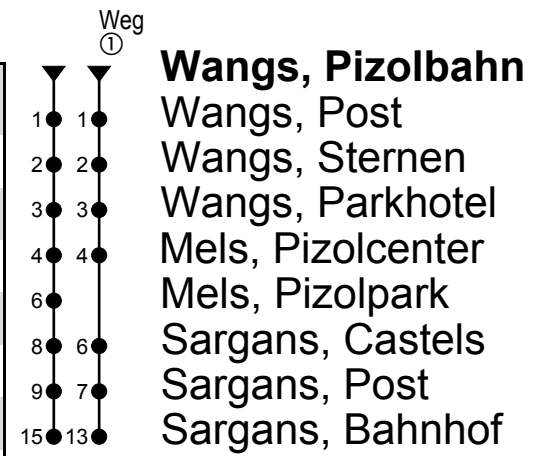 Weg
①
Wangs, Pizolbahn
1 1 Wangs, Post
2 2 Wangs, Sternen
3 3 Wangs, Parkhotel
4 4 Mels, Pizolcenter
6 Mels, Pizolpark
8 6 Sargans, Castels
9 7 Sargans, Post
15 13 Sargans, Bahnhof